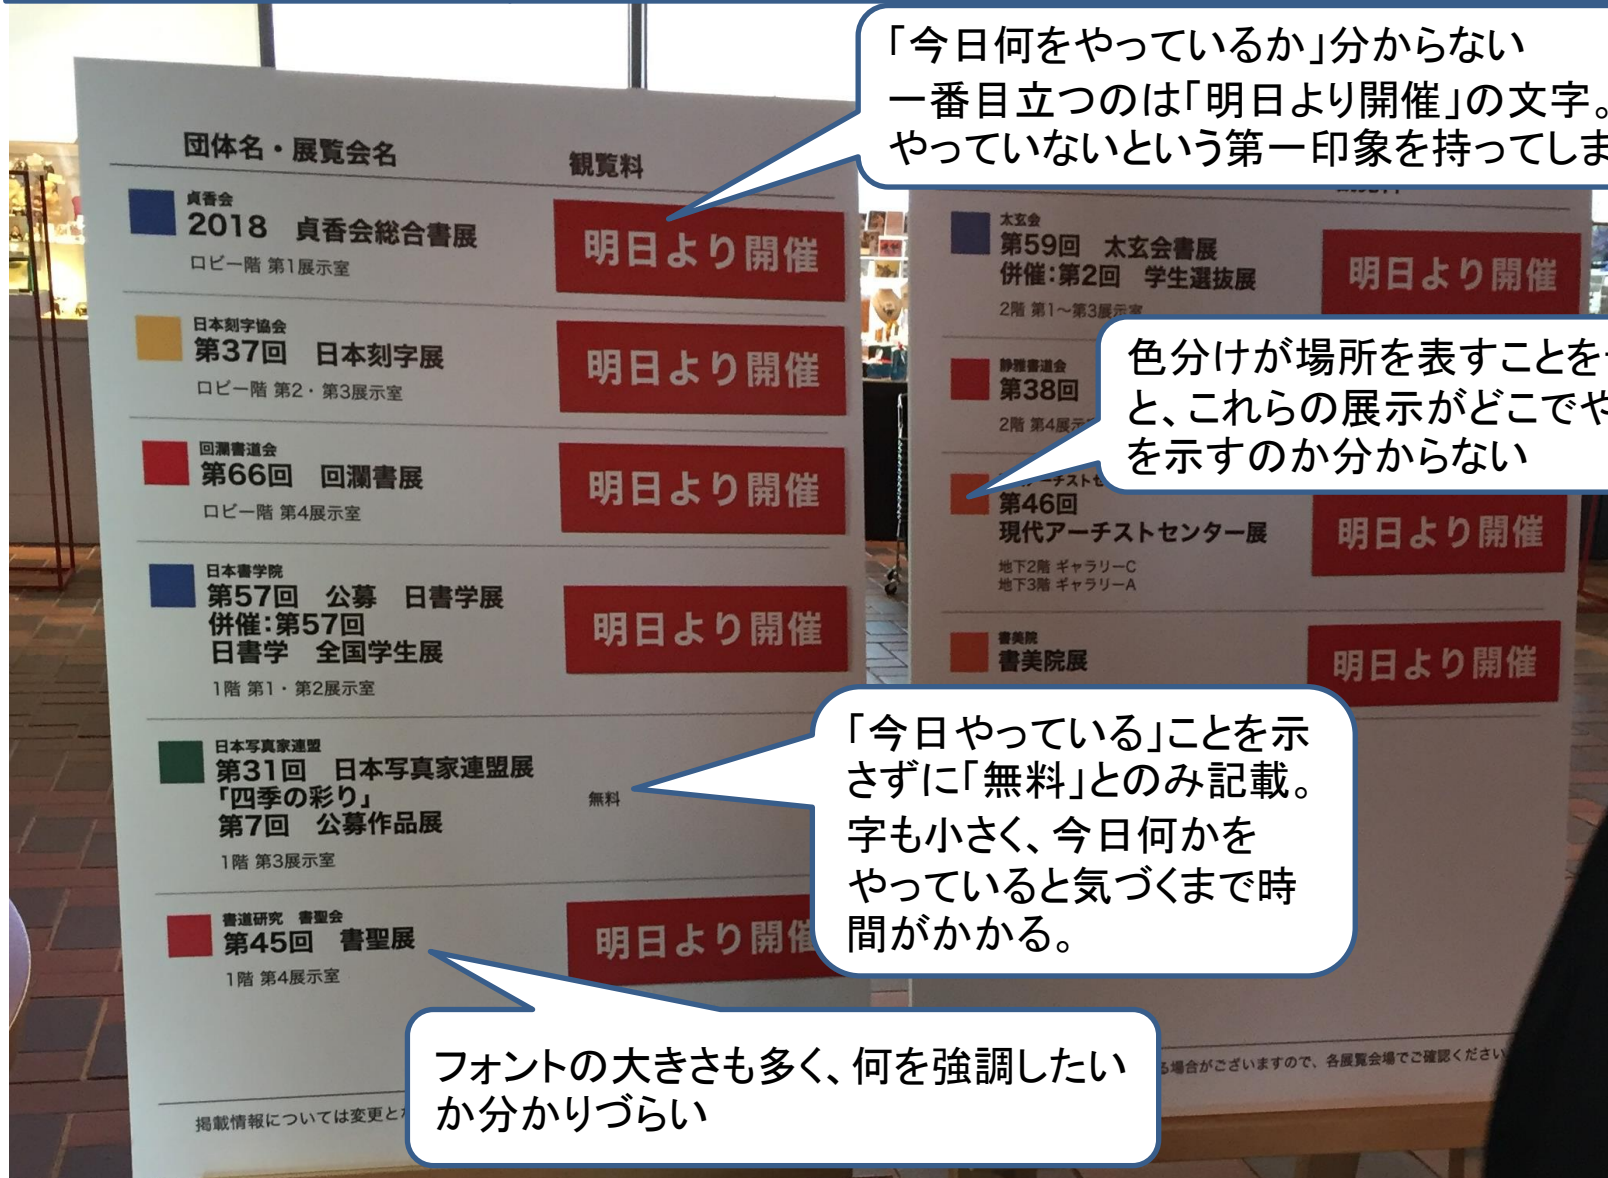 「今日何をやっているか」分からない
一番目立つのは「明日より開催」の文字。
やっていないという第一印象を持ってしま
団体名・展覧会名
観覧料
貞香会
2018 貞香会総合書展
ロビー階 第1展示室
明日より開催
日本刻字協会
第37回 日本刻字展
ロビー階 第2・第3展示室
明日より開催
回瀾書道会
第66回 回瀾書展
ロビー階 第4展示室
明日より開催
日本書学院
第57回 公募 日書学展
併催:第57回
日書学 全国学生展
1階 第1・第2展示室
明日より開催
日本写真家連盟
第31回 日本写真家連盟展
「四季の彩り」
第7回 公募作品展
1階 第3展示室
無料
書道研究 書聖会
第45回 書聖展
1階 第4展示室
明日より開催
掲載情報については変更と
太玄会
第59回 太玄会書展
併催:第2回 学生選抜展
2階 第1〜第3展示室
明日より開催
色分けが場所を表すことを
と、これらの展示がどこでや
を示すのか分からない
静雅書道会
第38回
2階 第4展示
ーチストセ
第46回
現代アーチストセンター展
地下2階 ギャラリーC
地下3階 ギャラリーA
明日より開催
書美院
書美院展
明日より開催
「今日やっている」ことを示
さずに「無料」とのみ記載。
字も小さく、今日何かを
やっていると気づくまで時
間がかかる。
る場合がございますので、各展覧会場でご確認ください
フォントの大きさも多く、何を強調したい
か分かりづらい